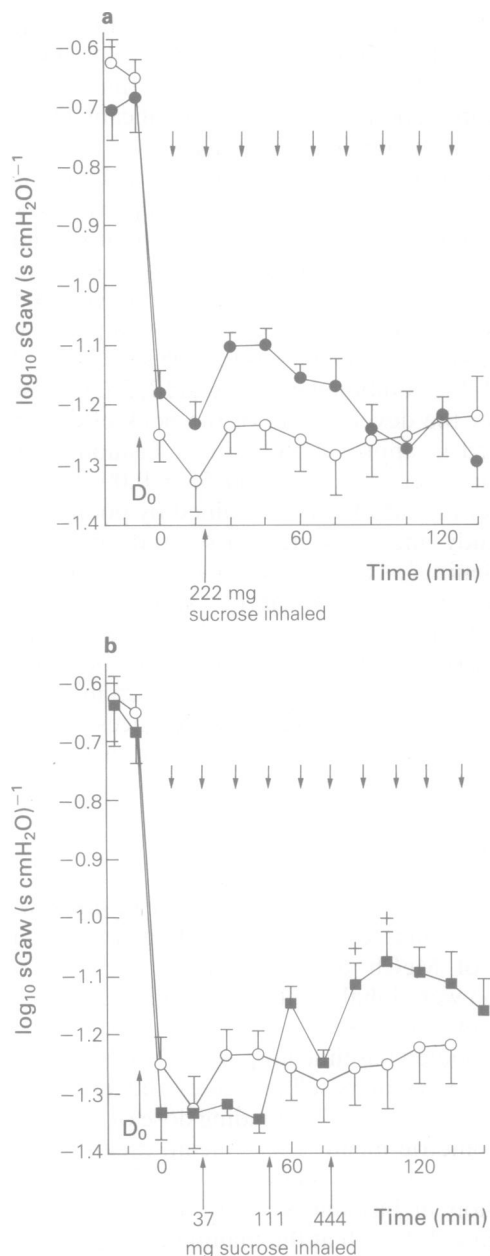 a
−0.6
−0.7
−0.8
−0.9
−1.0
−1.1
−1.2
−1.3
−1.4
log₁₀ sGaw (s cmH₂O)⁻¹
D₀
0
60
120
Time (min)
222 mg
sucrose inhaled
b
−0.6
−0.7
−0.8
−0.9
−1.0
−1.1
−1.2
−1.3
−1.4
log₁₀ sGaw (s cmH₂O)⁻¹
+
+
D₀
0
60
120
37
111
444
Time (min)
mg sucrose inhaled